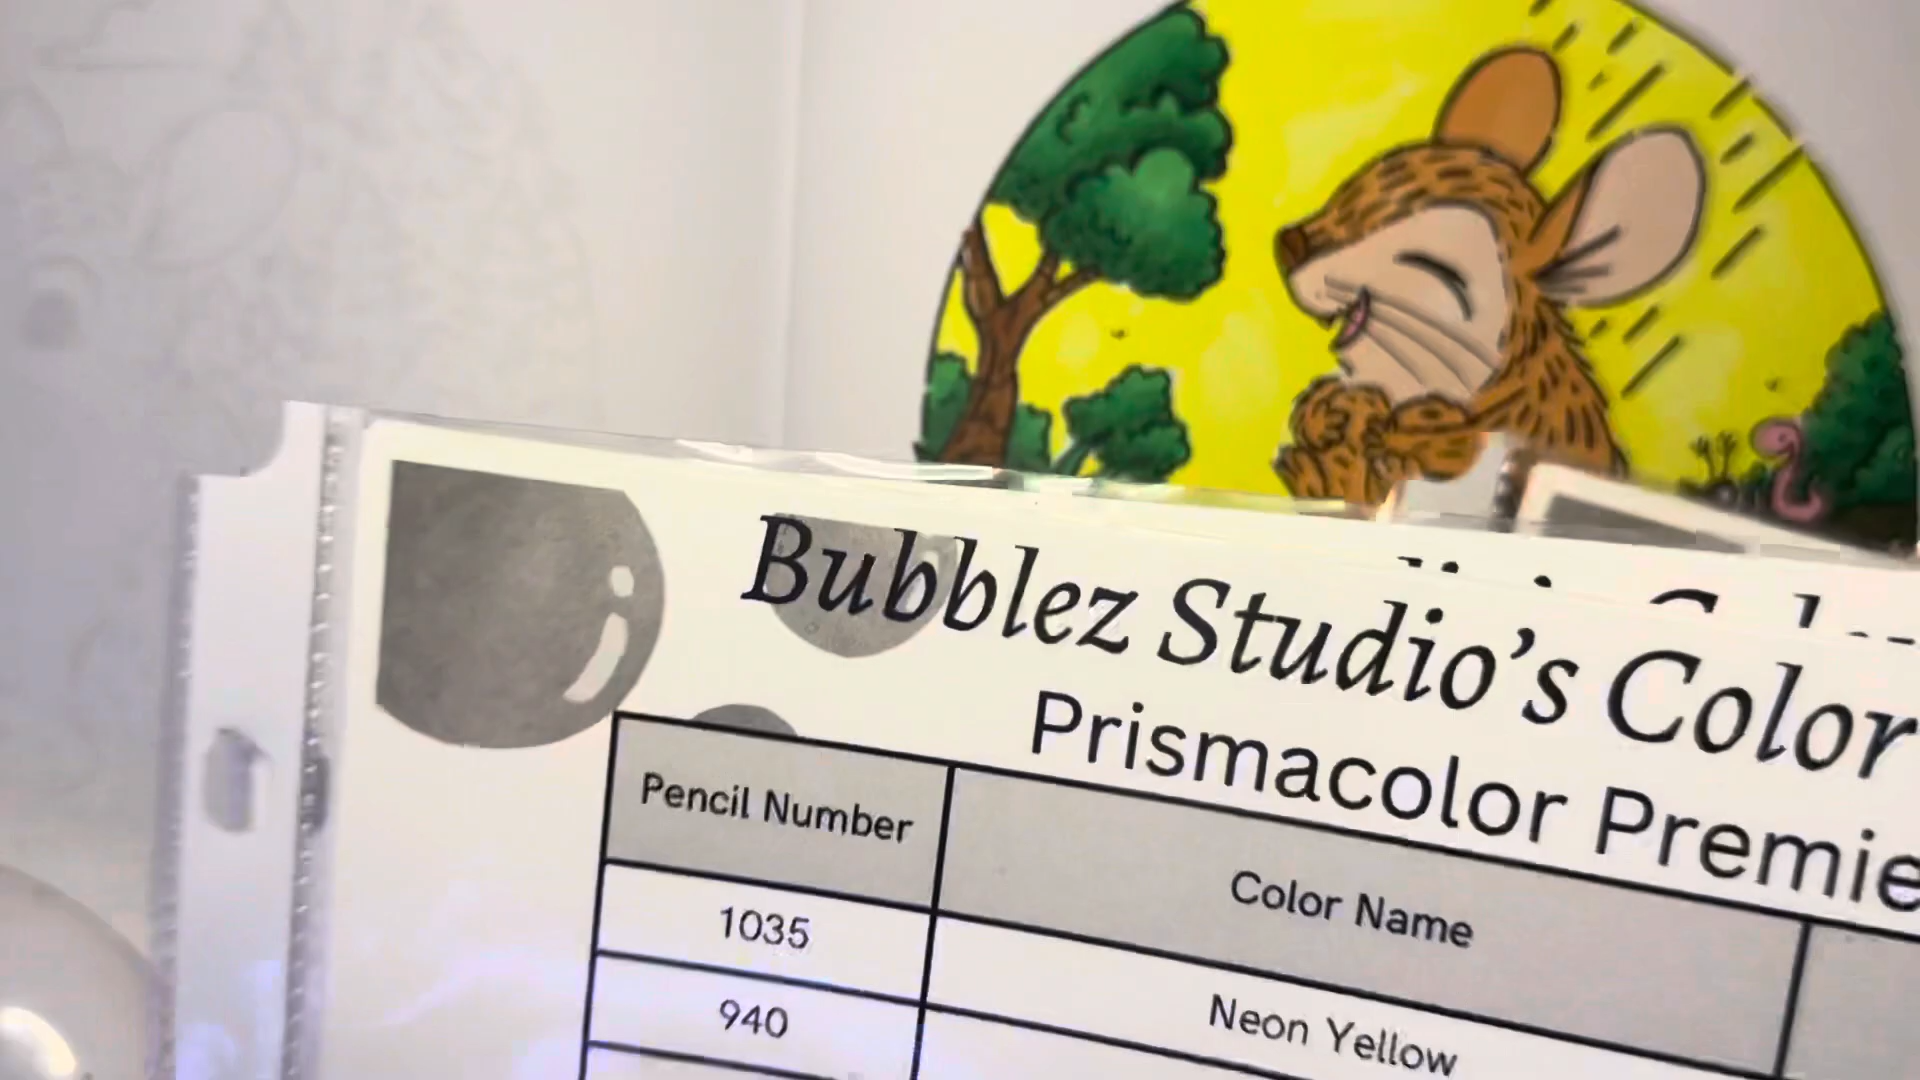 Bubblez Studio's Color
Prismacolor Premie
Pencil Number
Color Name
1035
Neon Yellow
940